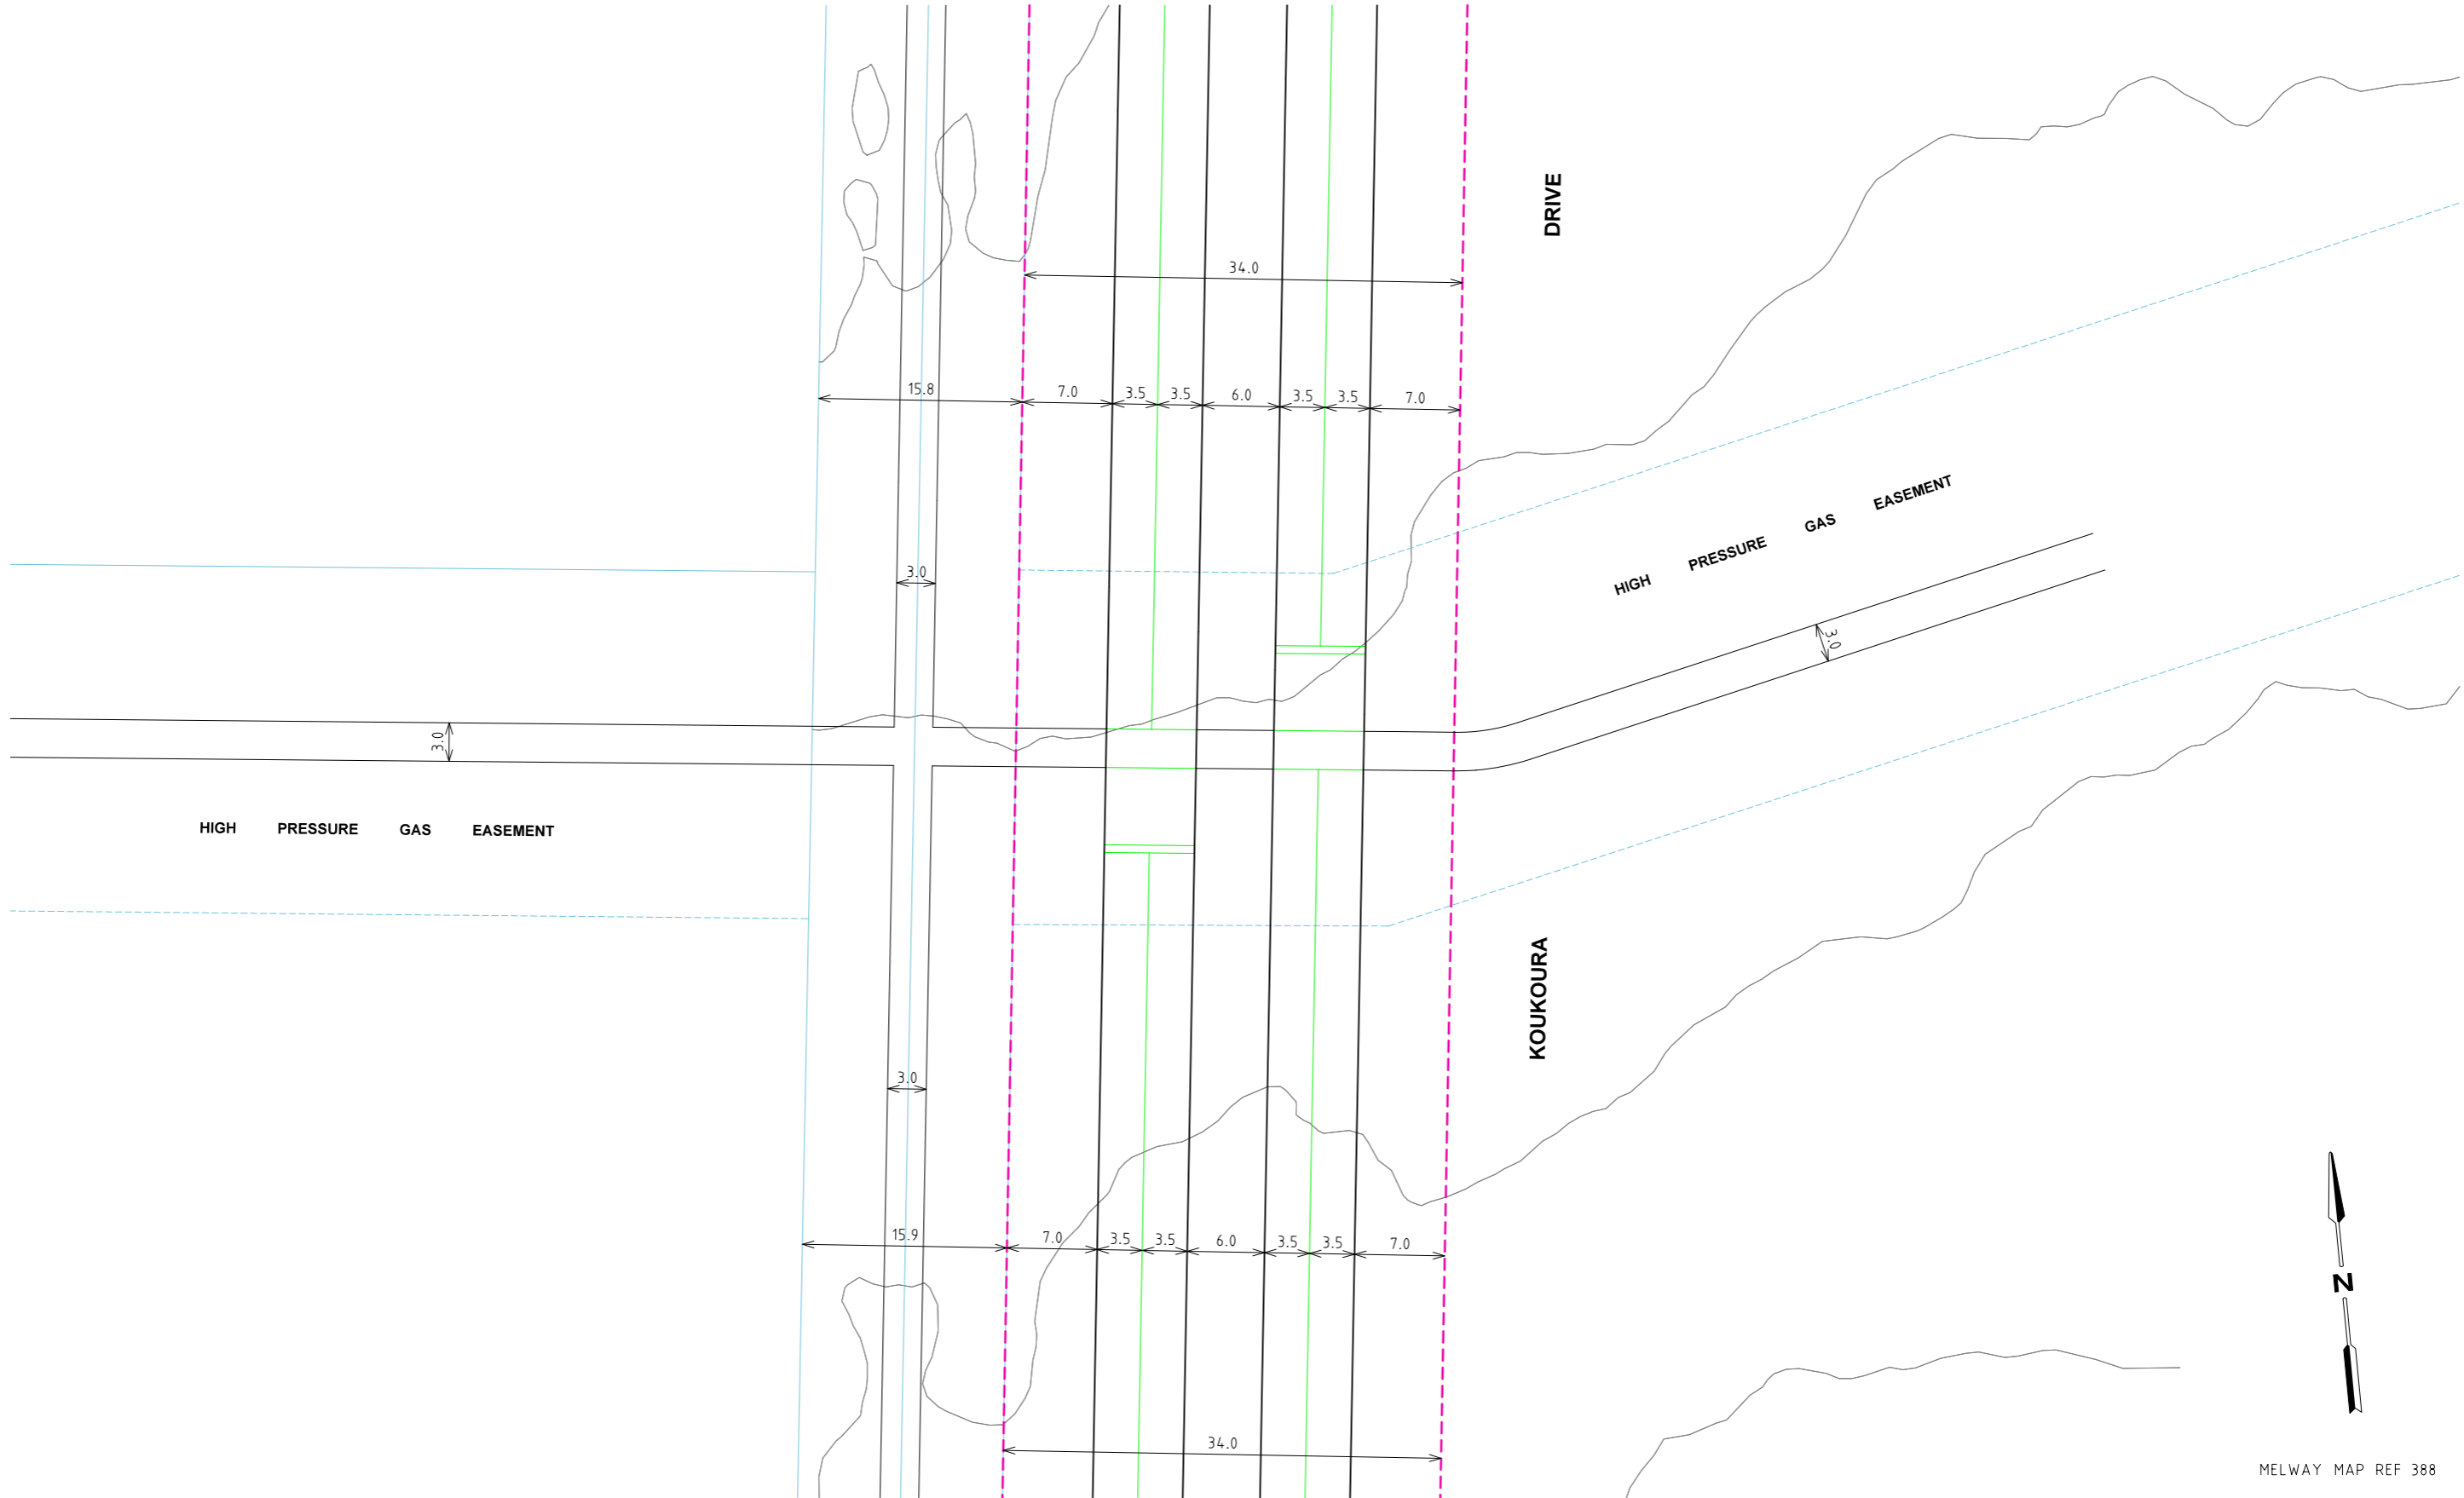 DRIVE
34.0
15.8 7.0 3.5 3.5 6.0 3.5 3.5 7.0
HIGH PRESSURE GAS EASEMENT
3.0
3.0
3.0
HIGH PRESSURE GAS EASEMENT
KOUKOURA
3.0
15.9 7.0 3.5 3.5 6.0 3.5 3.5 7.0
N
34.0
MELWAY MAP REF 388